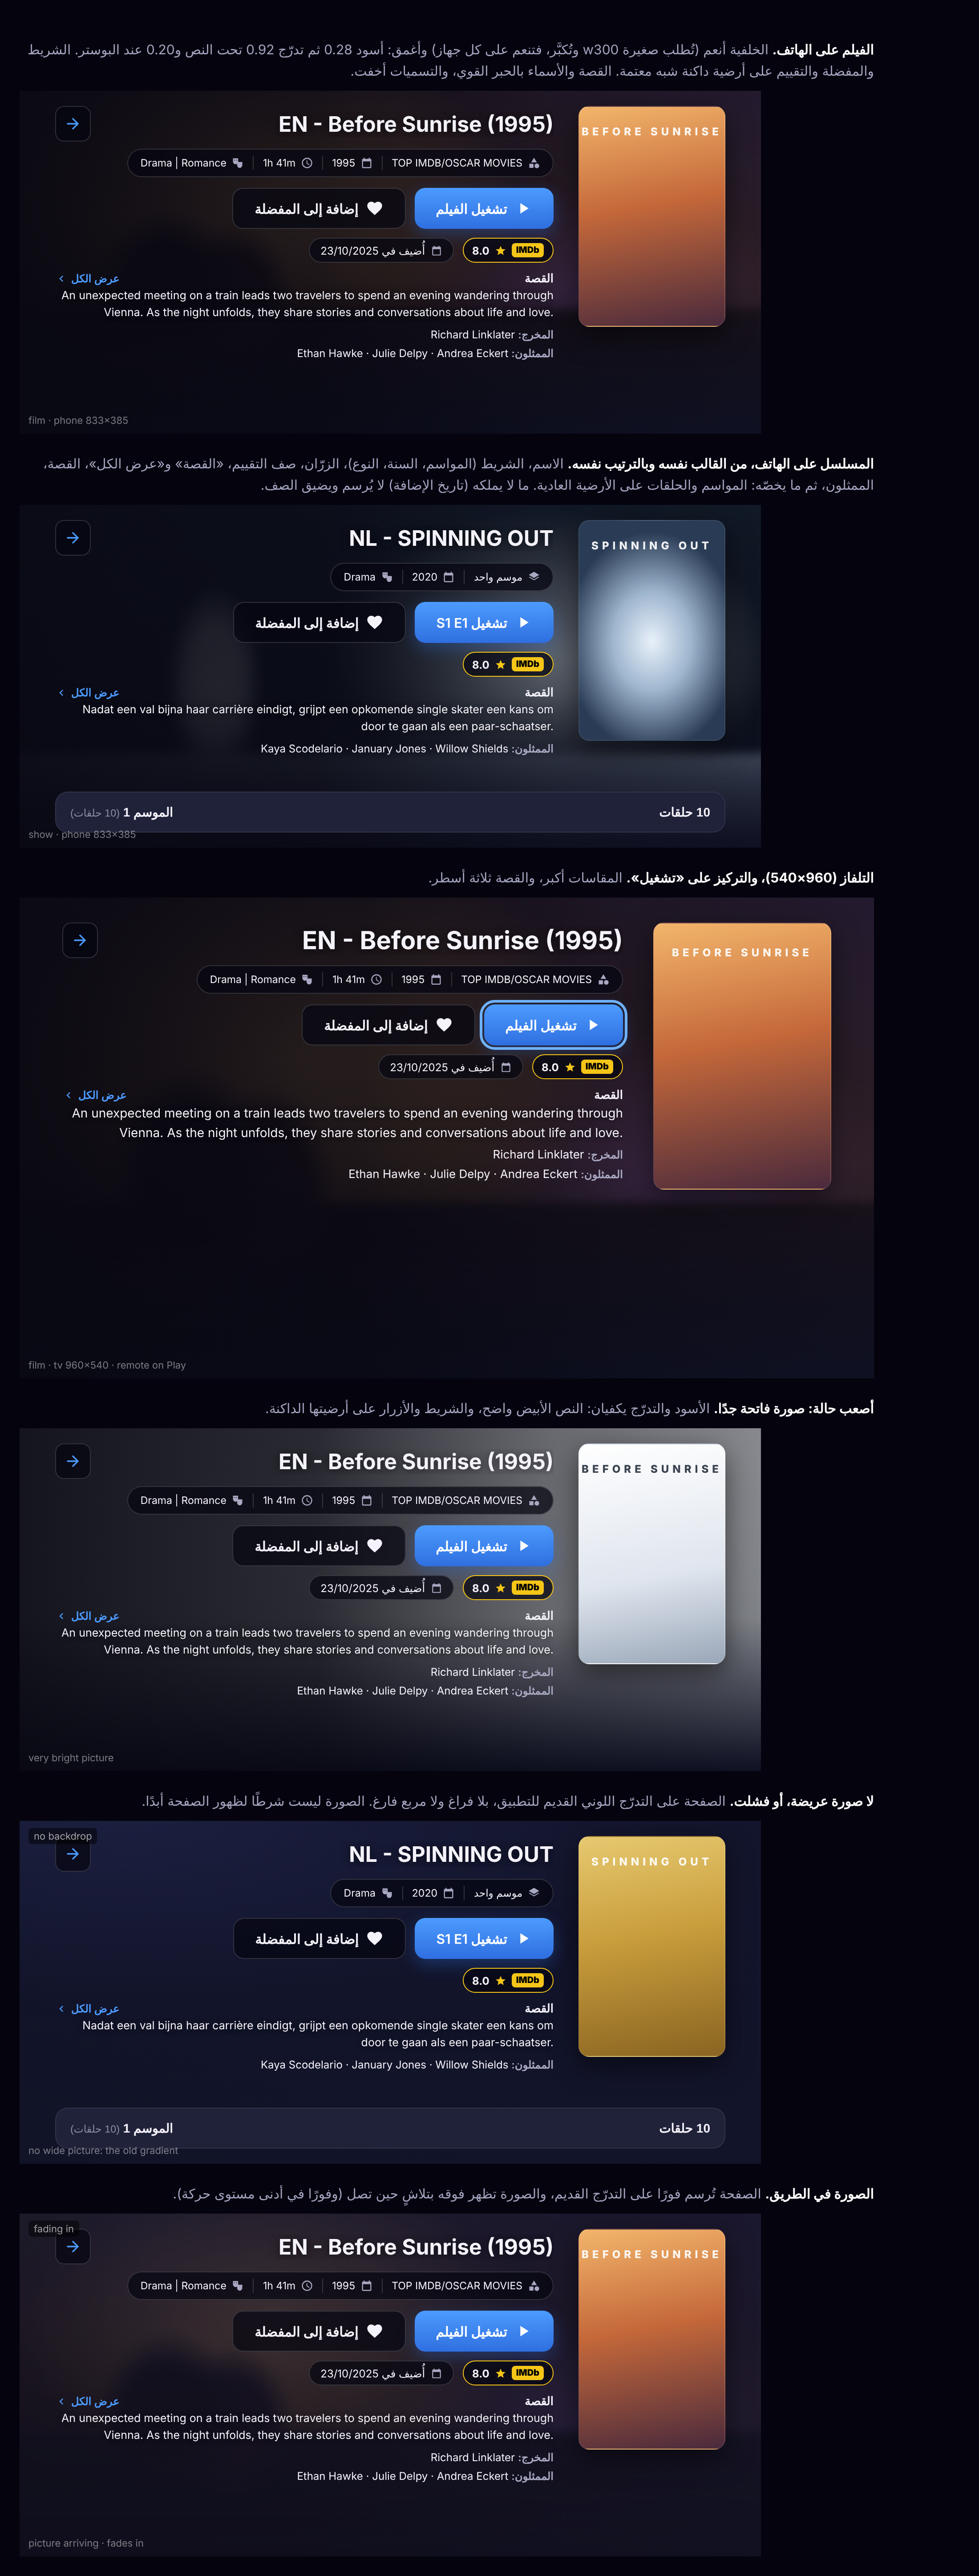 الفيلم على الهاتف. الخلفية أنعم (تُطلب صغيرة w300 وتُكبَّر، فتنعم على كل جهاز) وأغمق: أسود 0.28 ثم تدرّج 0.92 تحت النص و0.20 عند البوستر. الشريط
والمفضلة والتقييم على أرضية داكنة شبه معتمة. القصة والأسماء بالحبر القوي، والتسميات أخفت.
BEFORE SUNRISE
EN - Before Sunrise (1995)
TOP IMDB/OSCAR MOVIES
1995
1h 41m
Drama | Romance
تشغيل الفيلم
إضافة إلى المفضلة
IMDb 8.0
أُضيف في 23/10/2025
القصة
عرض الكل
An unexpected meeting on a train leads two travelers to spend an evening wandering through
Vienna. As the night unfolds, they share stories and conversations about life and love.
المخرج: Richard Linklater
الممثلون: Ethan Hawke · Julie Delpy · Andrea Eckert
film · phone 833×385
المسلسل على الهاتف، من القالب نفسه وبالترتيب نفسه. الاسم، الشريط (المواسم، السنة، النوع)، الزرّان، صف التقييم، «القصة» و«عرض الكل»، القصة،
الممثلون، ثم ما يخصّه: المواسم والحلقات على الأرضية العادية. ما لا يملكه (تاريخ الإضافة) لا يُرسم ويضيق الصف.
SPINNING OUT
NL - SPINNING OUT
موسم واحد
2020
Drama
تشغيل S1 E1
إضافة إلى المفضلة
IMDb 8.0
القصة
عرض الكل
Nadat een val bijna haar carrière eindigt, grijpt een opkomende single skater een kans om
door te gaan als een paar-schaatser.
الممثلون: Kaya Scodelario · January Jones · Willow Shields
10 حلقات
الموسم 1 (10 حلقات)
show · phone 833×385
التلفاز (960×540)، والتركيز على «تشغيل». المقاسات أكبر، والقصة ثلاثة أسطر.
BEFORE SUNRISE
EN - Before Sunrise (1995)
TOP IMDB/OSCAR MOVIES
1995
1h 41m
Drama | Romance
تشغيل الفيلم
إضافة إلى المفضلة
IMDb 8.0
أُضيف في 23/10/2025
القصة
عرض الكل
An unexpected meeting on a train leads two travelers to spend an evening wandering through
Vienna. As the night unfolds, they share stories and conversations about life and love.
المخرج: Richard Linklater
الممثلون: Ethan Hawke · Julie Delpy · Andrea Eckert
film · tv 960×540 · remote on Play
أصعب حالة: صورة فاتحة جدًا. الأسود والتدرّج يكفيان: النص الأبيض واضح، والشريط والأزرار على أرضيتها الداكنة.
BEFORE SUNRISE
EN - Before Sunrise (1995)
TOP IMDB/OSCAR MOVIES
1995
1h 41m
Drama | Romance
تشغيل الفيلم
إضافة إلى المفضلة
IMDb 8.0
أُضيف في 23/10/2025
القصة
عرض الكل
An unexpected meeting on a train leads two travelers to spend an evening wandering through
Vienna. As the night unfolds, they share stories and conversations about life and love.
المخرج: Richard Linklater
الممثلون: Ethan Hawke · Julie Delpy · Andrea Eckert
very bright picture
لا صورة عريضة، أو فشلت. الصفحة على التدرّج اللوني القديم للتطبيق، بلا فراغ ولا مربع فارغ. الصورة ليست شرطًا لظهور الصفحة أبدًا.
no backdrop
SPINNING OUT
NL - SPINNING OUT
موسم واحد
2020
Drama
تشغيل S1 E1
إضافة إلى المفضلة
IMDb 8.0
القصة
عرض الكل
Nadat een val bijna haar carrière eindigt, grijpt een opkomende single skater een kans om
door te gaan als een paar-schaatser.
الممثلون: Kaya Scodelario · January Jones · Willow Shields
10 حلقات
الموسم 1 (10 حلقات)
no wide picture: the old gradient
الصورة في الطريق. الصفحة تُرسم فورًا على التدرّج القديم، والصورة تظهر فوقه بتلاشٍ حين تصل (وفورًا في أدنى مستوى حركة).
fading in
BEFORE SUNRISE
EN - Before Sunrise (1995)
TOP IMDB/OSCAR MOVIES
1995
1h 41m
Drama | Romance
تشغيل الفيلم
إضافة إلى المفضلة
IMDb 8.0
أُضيف في 23/10/2025
القصة
عرض الكل
An unexpected meeting on a train leads two travelers to spend an evening wandering through
Vienna. As the night unfolds, they share stories and conversations about life and love.
المخرج: Richard Linklater
الممثلون: Ethan Hawke · Julie Delpy · Andrea Eckert
picture arriving · fades in